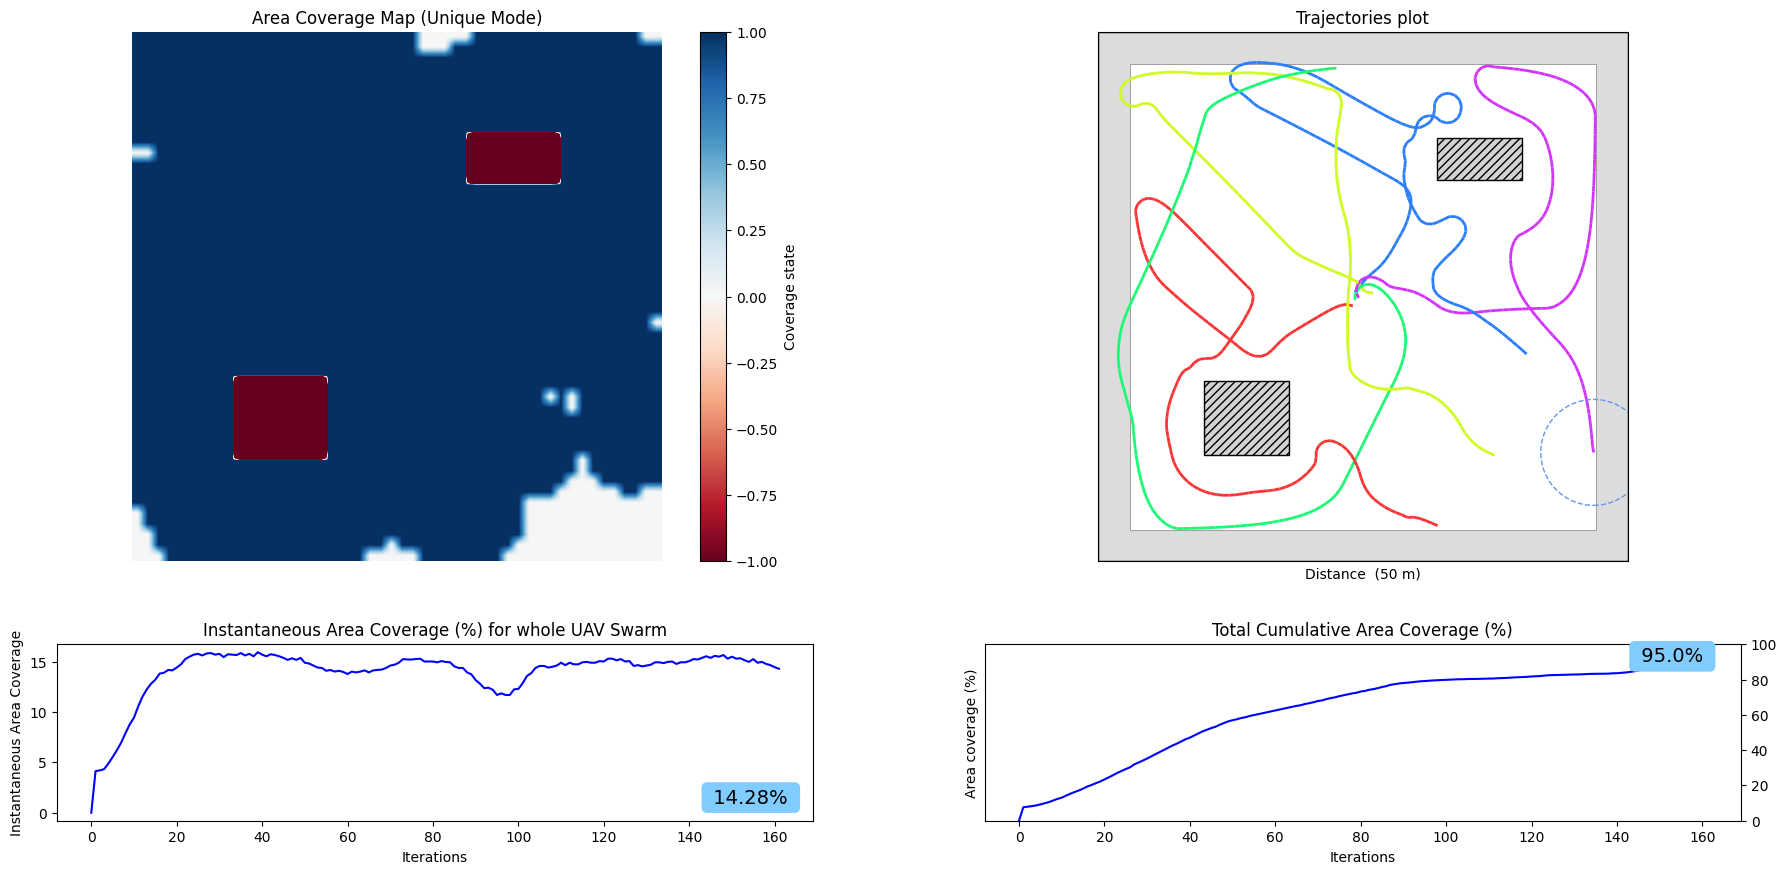 Area Coverage Map (Unique Mode)
1.00
0.75
0.50
0.25
0.00
−0.25
−0.50
−0.75
−1.00
Coverage state
Trajectories plot
Distance  (50 m)
Instantaneous Area Coverage (%) for whole UAV Swarm
Instantaneous Area Coverage
15
10
5
0
14.28%
0 20 40 60 80 100 120 140 160
Iterations
Total Cumulative Area Coverage (%)
Area coverage (%)
95.0%
100
80
60
40
20
0
0 20 40 60 80 100 120 140 160
Iterations